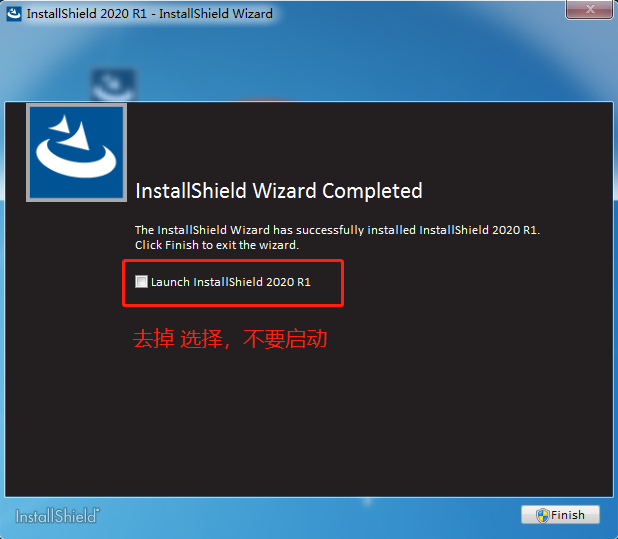 InstallShield 2020 R1 - InstallShield Wizard
InstallShield Wizard Completed
The InstallShield Wizard has successfully installed InstallShield 2020 R1.
Click Finish to exit the wizard.
Launch InstallShield 2020 R1
去掉 选择，不要启动
InstallShield
Finish